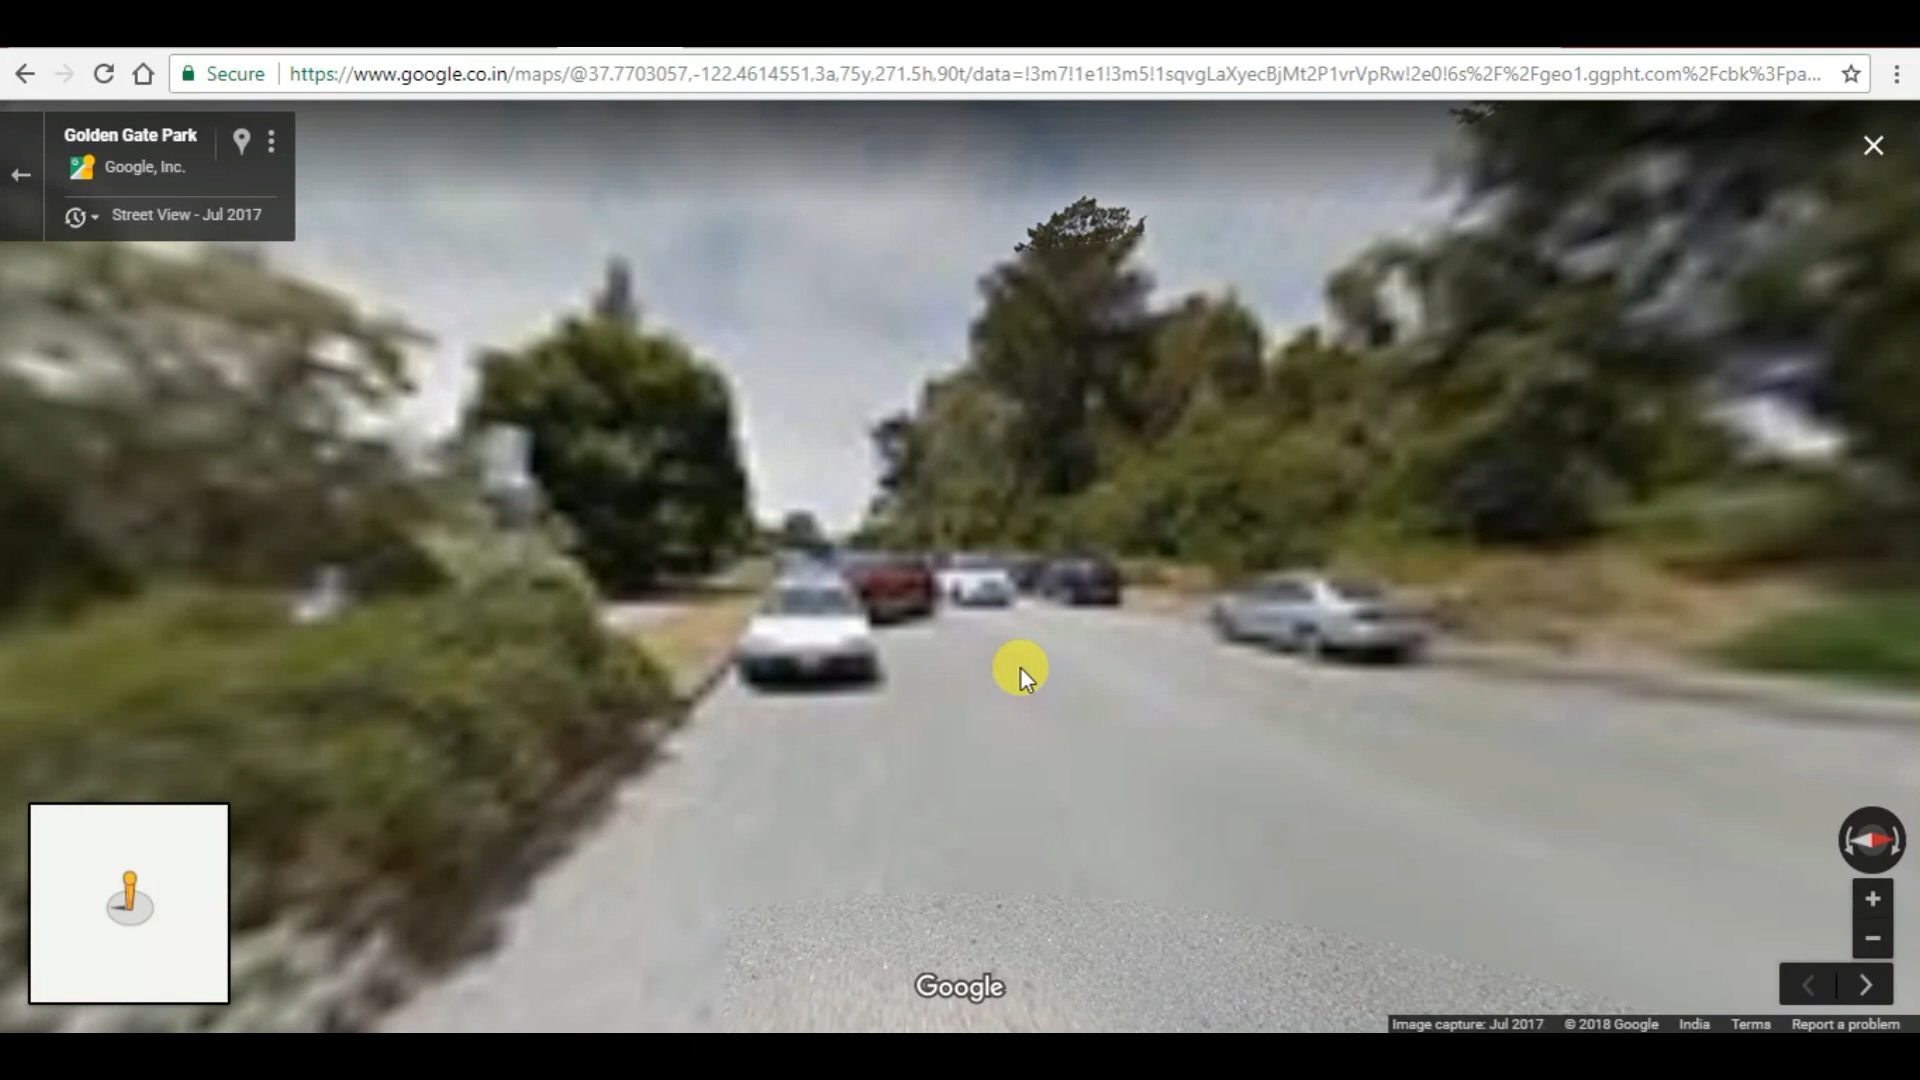 Secure
https://www.google.co.in/maps/@37.7703057,-122.4614551,3a,75y,271.5h,90t/data=!3m7!1e1!3m5!1sqvgLaXyecBjMt2P1vrVpRw!2e0!6s%2F%2Fgeo1.ggpht.com%2Fcbk%3Fpa...
Golden Gate Park
Google, Inc.
Street View - Jul 2017
Google
Image capture: Jul 2017 © 2018 Google India Terms Report a problem